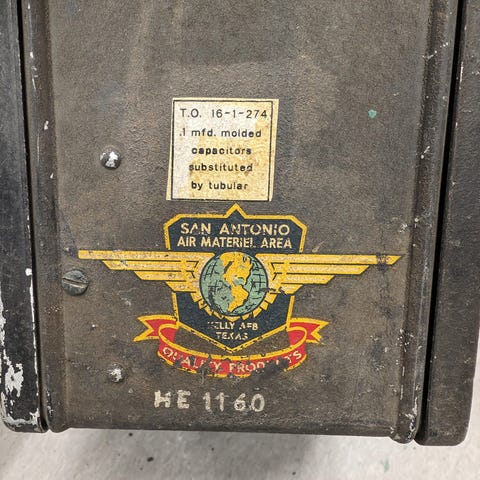 T.O. 16-1-274
.1 mfd. molded
capacitors
substituted
by tubular
SAN ANTONIO
AIR MATERIEL AREA
KELLY AFB
TEXAS
QUALITY PRODUCTS
HE 1160